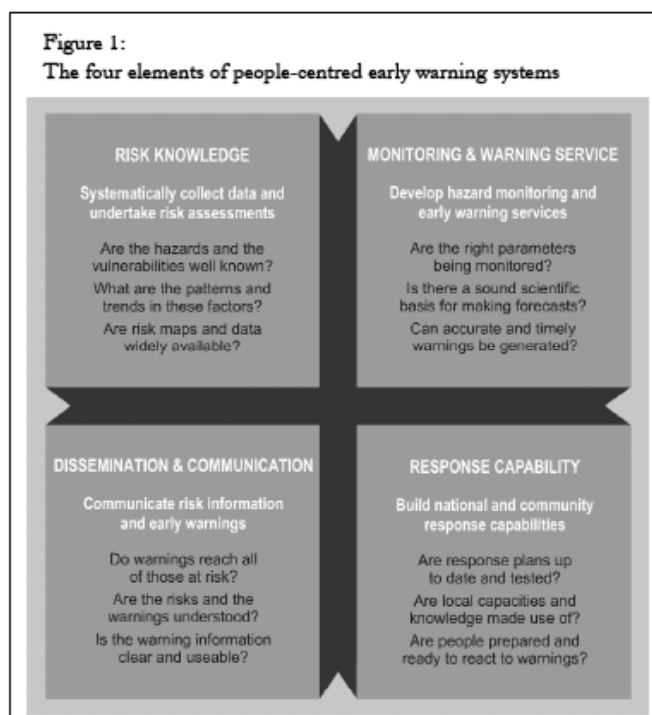 Figure 1:
The four elements of people-centred early warning systems
RISK KNOWLEDGE
Systematically collect data and
undertake risk assessments
Are the hazards and the
vulnerabilities well known?
What are the patterns and
trends in these factors?
Are risk maps and data
widely available?
MONITORING & WARNING SERVICE
Develop hazard monitoring and
early warning services
Are the right parameters
being monitored?
Is there a sound scientific
basis for making forecasts?
Can accurate and timely
warnings be generated?
DISSEMINATION & COMMUNICATION
Communicate risk information
and early warnings
Do warnings reach all
of those at risk?
Are the risks and the
warnings understood?
Is the warning information
clear and useable?
RESPONSE CAPABILITY
Build national and community
response capabilities
Are response plans up
to date and tested?
Are local capacities and
knowledge made use of?
Are people prepared and
ready to react to warnings?